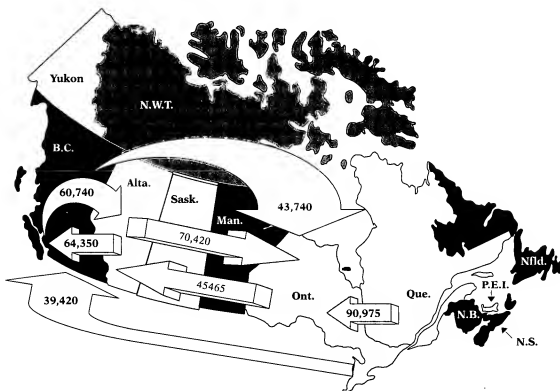 Yukon
N.W.T.
B.C.
Alta.
Sask.
Man.
60,740
43,740
64,350
70,420
45465
39,420
Ont.
90,975
Que.
Nfld.
P.E.I.
N.B.
N.S.